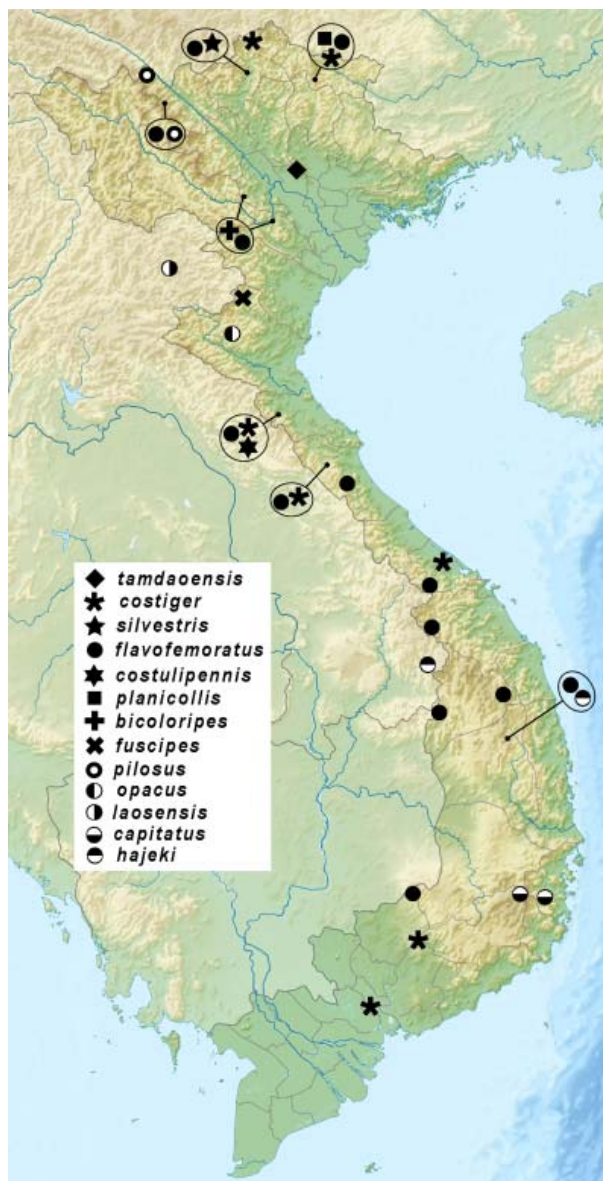 tamdaoensis
costiger
silvestris
flavofemoratus
costulipennis
planicollis
bicoloripes
fuscipes
pilosus
opacus
laosensis
capitatus
hajeki